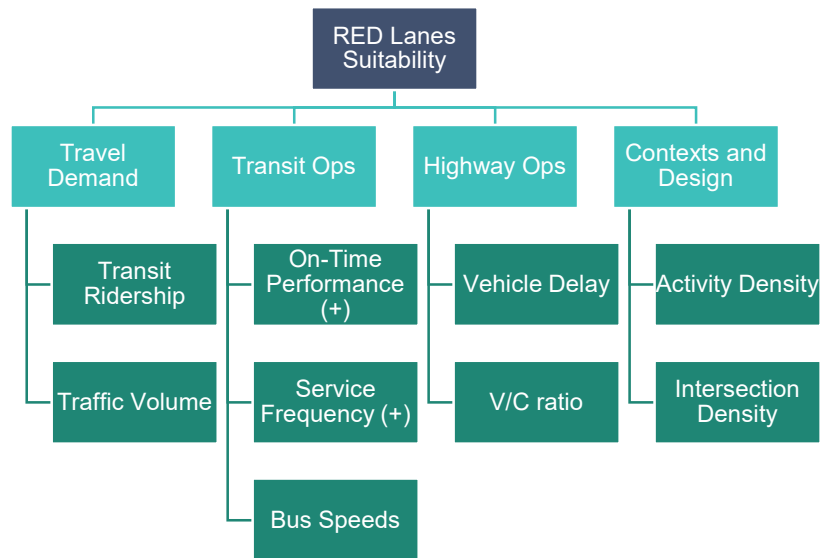 RED Lanes
Suitability
Travel
Demand
Transit Ops
Highway Ops
Contexts and
Design
Transit
Ridership
On-Time
Performance
(+)
Vehicle Delay
Activity Density
Traffic Volume
Service
Frequency (+)
V/C ratio
Intersection
Density
Bus Speeds